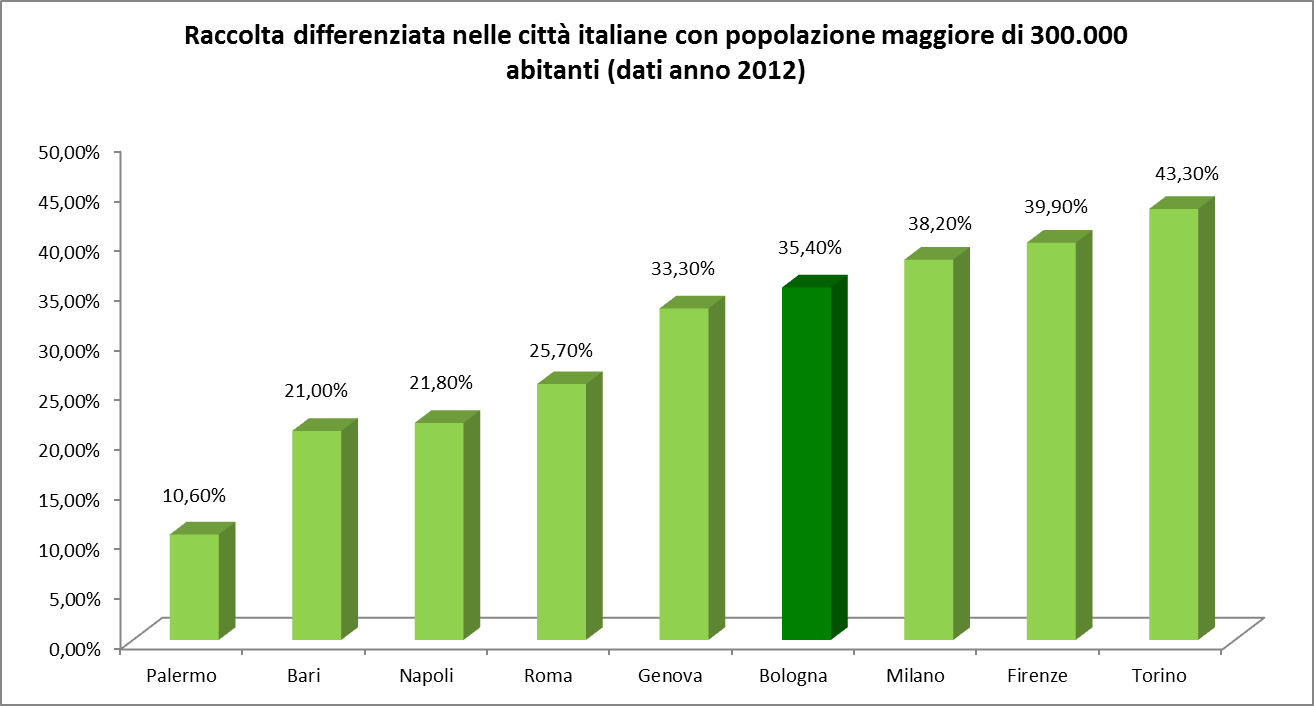 Raccolta differenziata nelle città italiane con popolazione maggiore di 300.000
abitanti (dati anno 2012)
50,00%
45,00%
40,00%
35,00%
30,00%
25,00%
20,00%
15,00%
10,00%
5,00%
0,00%
10,60%
21,00%
21,80%
25,70%
33,30%
35,40%
38,20%
39,90%
43,30%
Palermo
Bari
Napoli
Roma
Genova
Bologna
Milano
Firenze
Torino